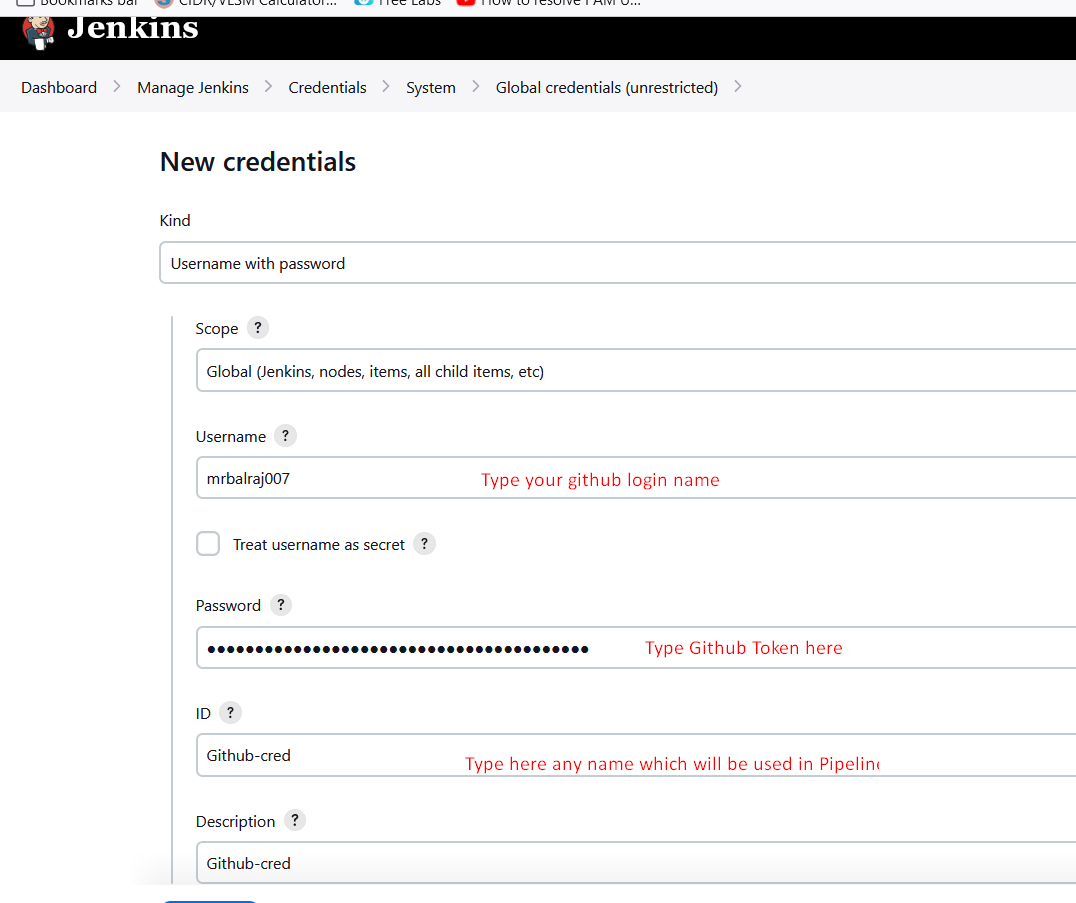 Bookmarks bar CIDR/VLSM Calculator... Free Labs How to resolve I AM U...
Jenkins
Dashboard Manage Jenkins Credentials System Global credentials (unrestricted)
New credentials
Kind
Username with password
Scope ?
Global (Jenkins, nodes, items, all child items, etc)
Username ?
mrbalraj007 Type your github login name
Treat username as secret ?
Password ?
•••••••••••••••••••••••••••••••••••••••• Type Github Token here
ID ?
Github-cred Type here any name which will be used in Pipeline
Description ?
Github-cred